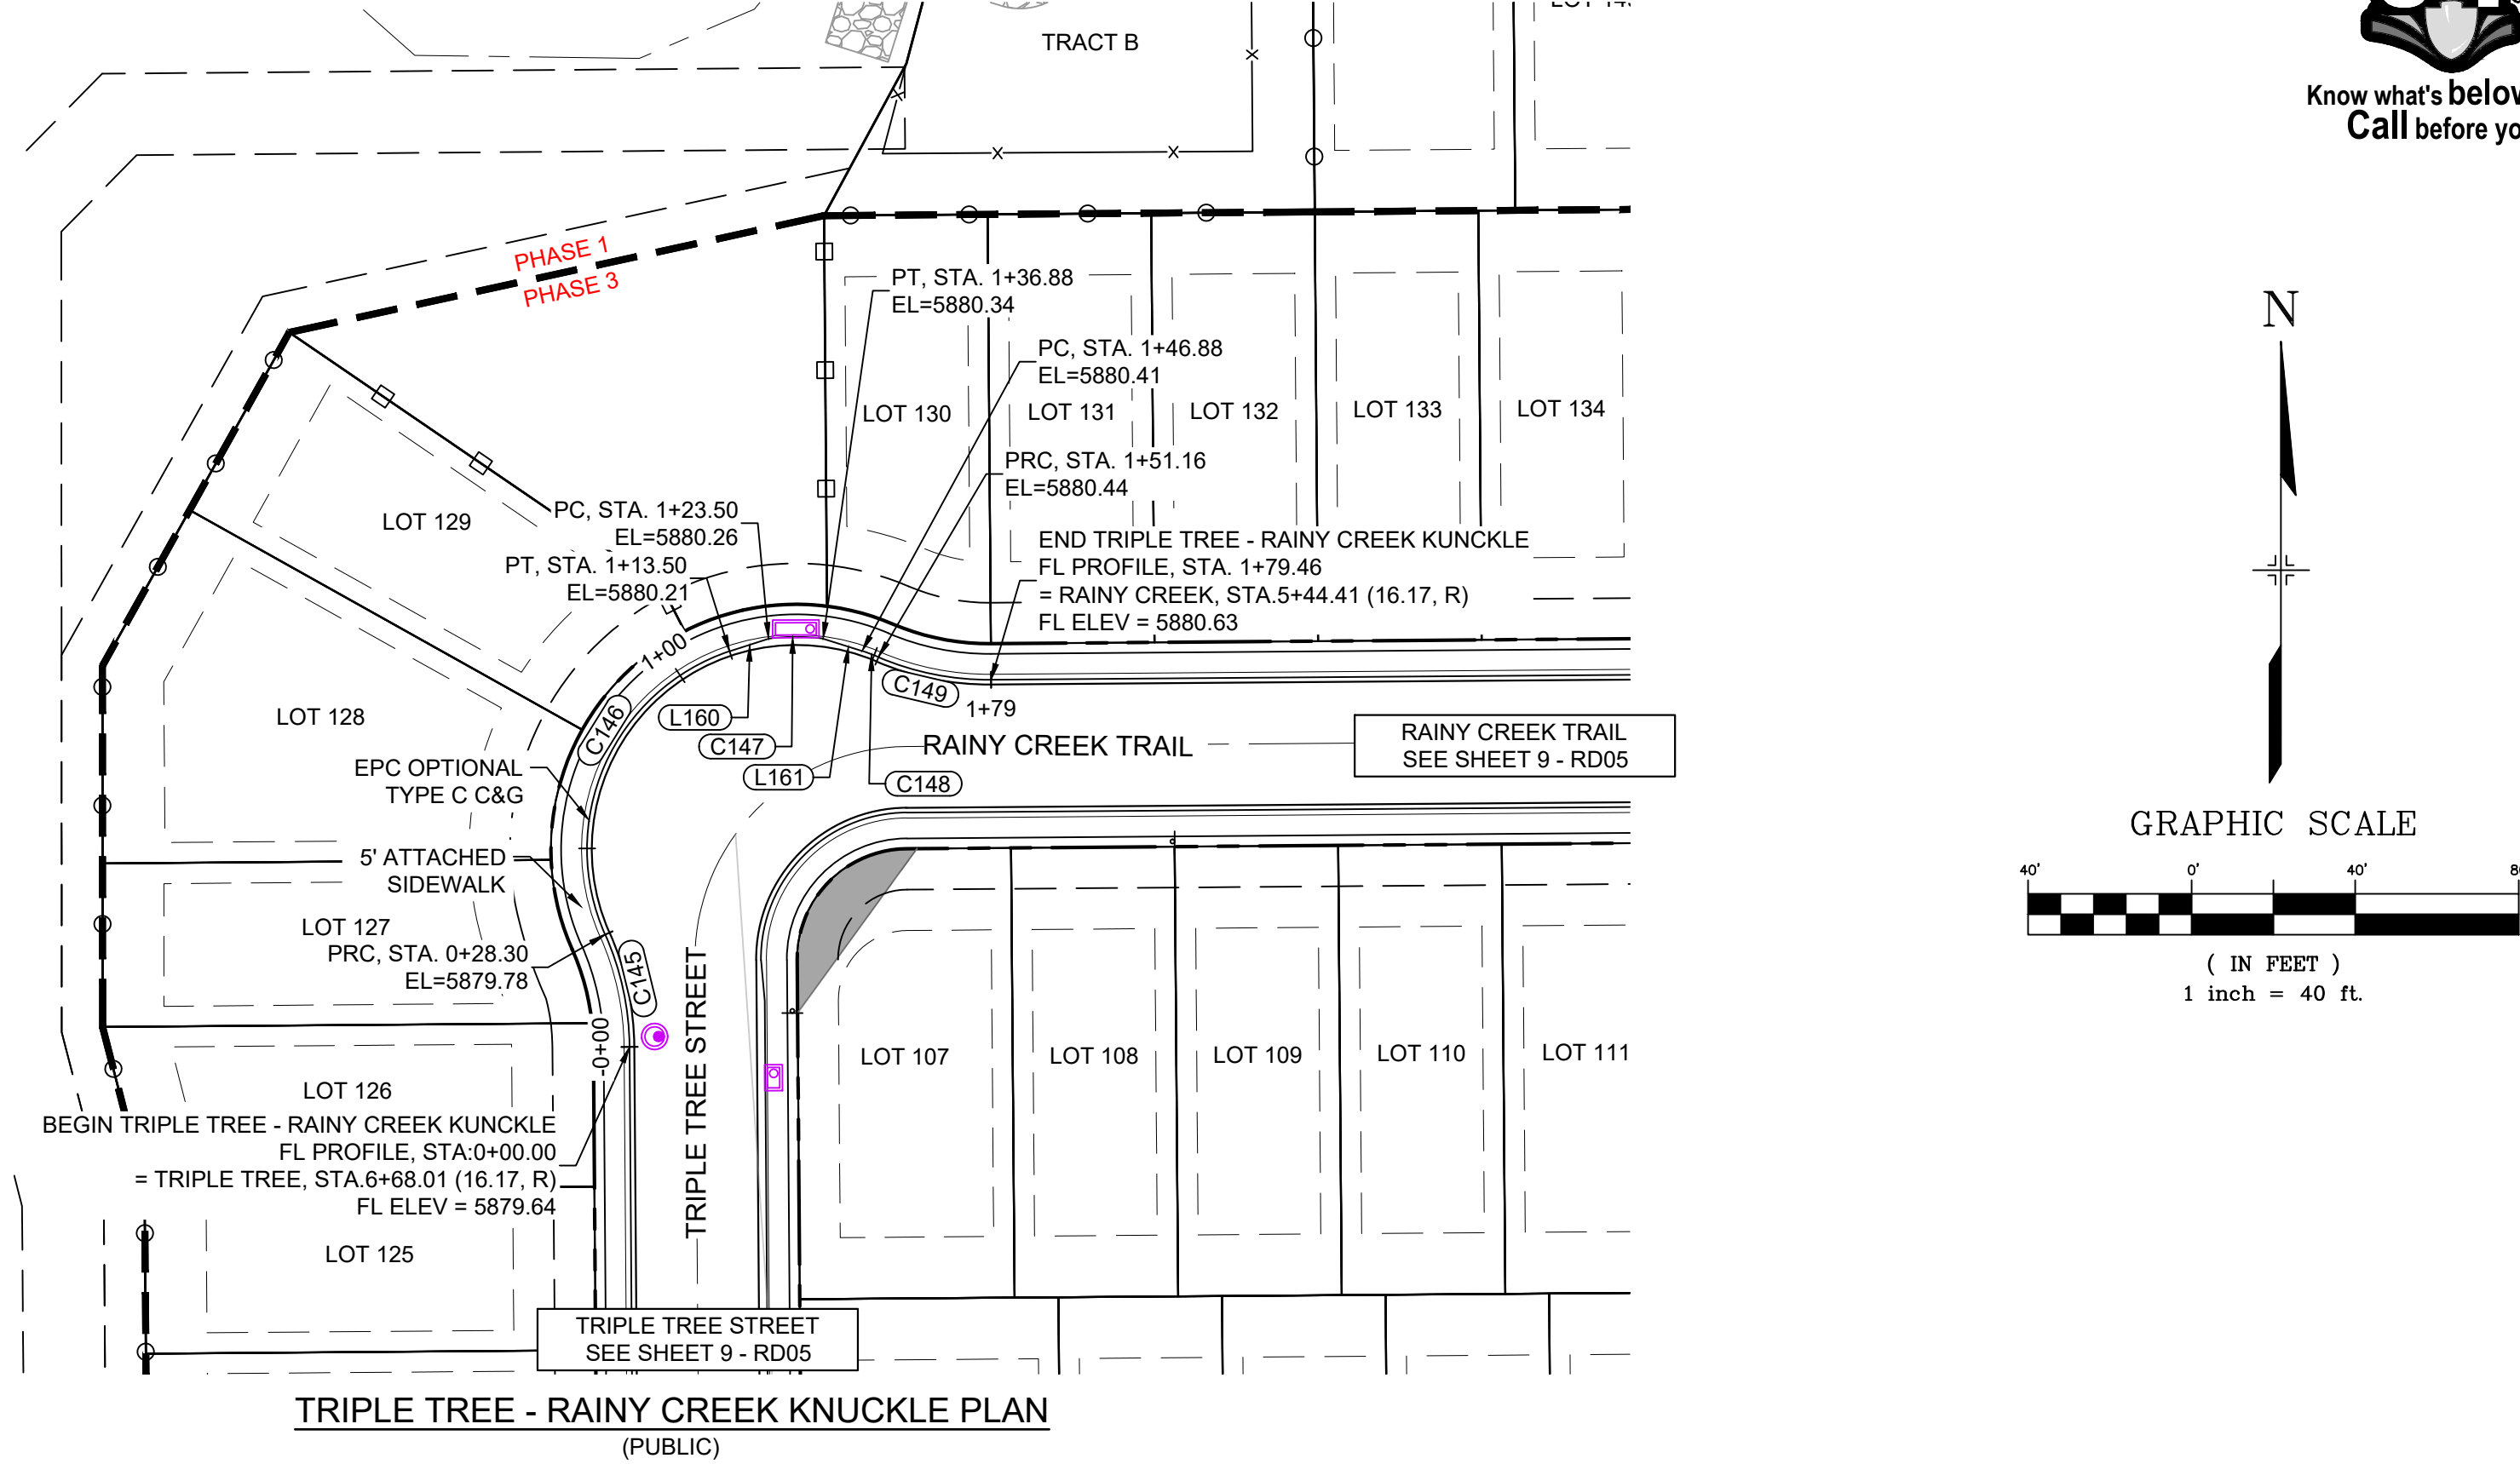 TRACT B
Know what's below
Call before yo
PHASE 1
PHASE 3
N
PT, STA. 1+36.88
EL=5880.34
PC, STA. 1+46.88
EL=5880.41
LOT 130
LOT 131
LOT 132
LOT 133
LOT 134
PRC, STA. 1+51.16
EL=5880.44
LOT 129
PC, STA. 1+23.50
EL=5880.26
PT, STA. 1+13.50
EL=5880.21
END TRIPLE TREE - RAINY CREEK KUNCKLE
FL PROFILE, STA. 1+79.46
= RAINY CREEK, STA.5+44.41 (16.17, R)
FL ELEV = 5880.63
1+00
C149
1+79
C146
L160
C147
L161
C148
LOT 128
RAINY CREEK TRAIL
RAINY CREEK TRAIL
SEE SHEET 9 - RD05
EPC OPTIONAL
TYPE C C&G
5' ATTACHED
SIDEWALK
LOT 127
PRC, STA. 0+28.30
EL=5879.78
C145
-0+00
TRIPLE TREE STREET
GRAPHIC SCALE
40'
0'
40'
( IN FEET )
1 inch = 40 ft.
LOT 107
LOT 108
LOT 109
LOT 110
LOT 111
LOT 126
BEGIN TRIPLE TREE - RAINY CREEK KUNCKLE
FL PROFILE, STA:0+00.00
= TRIPLE TREE, STA.6+68.01 (16.17, R)
FL ELEV = 5879.64
LOT 125
TRIPLE TREE STREET
SEE SHEET 9 - RD05
TRIPLE TREE - RAINY CREEK KNUCKLE PLAN
(PUBLIC)